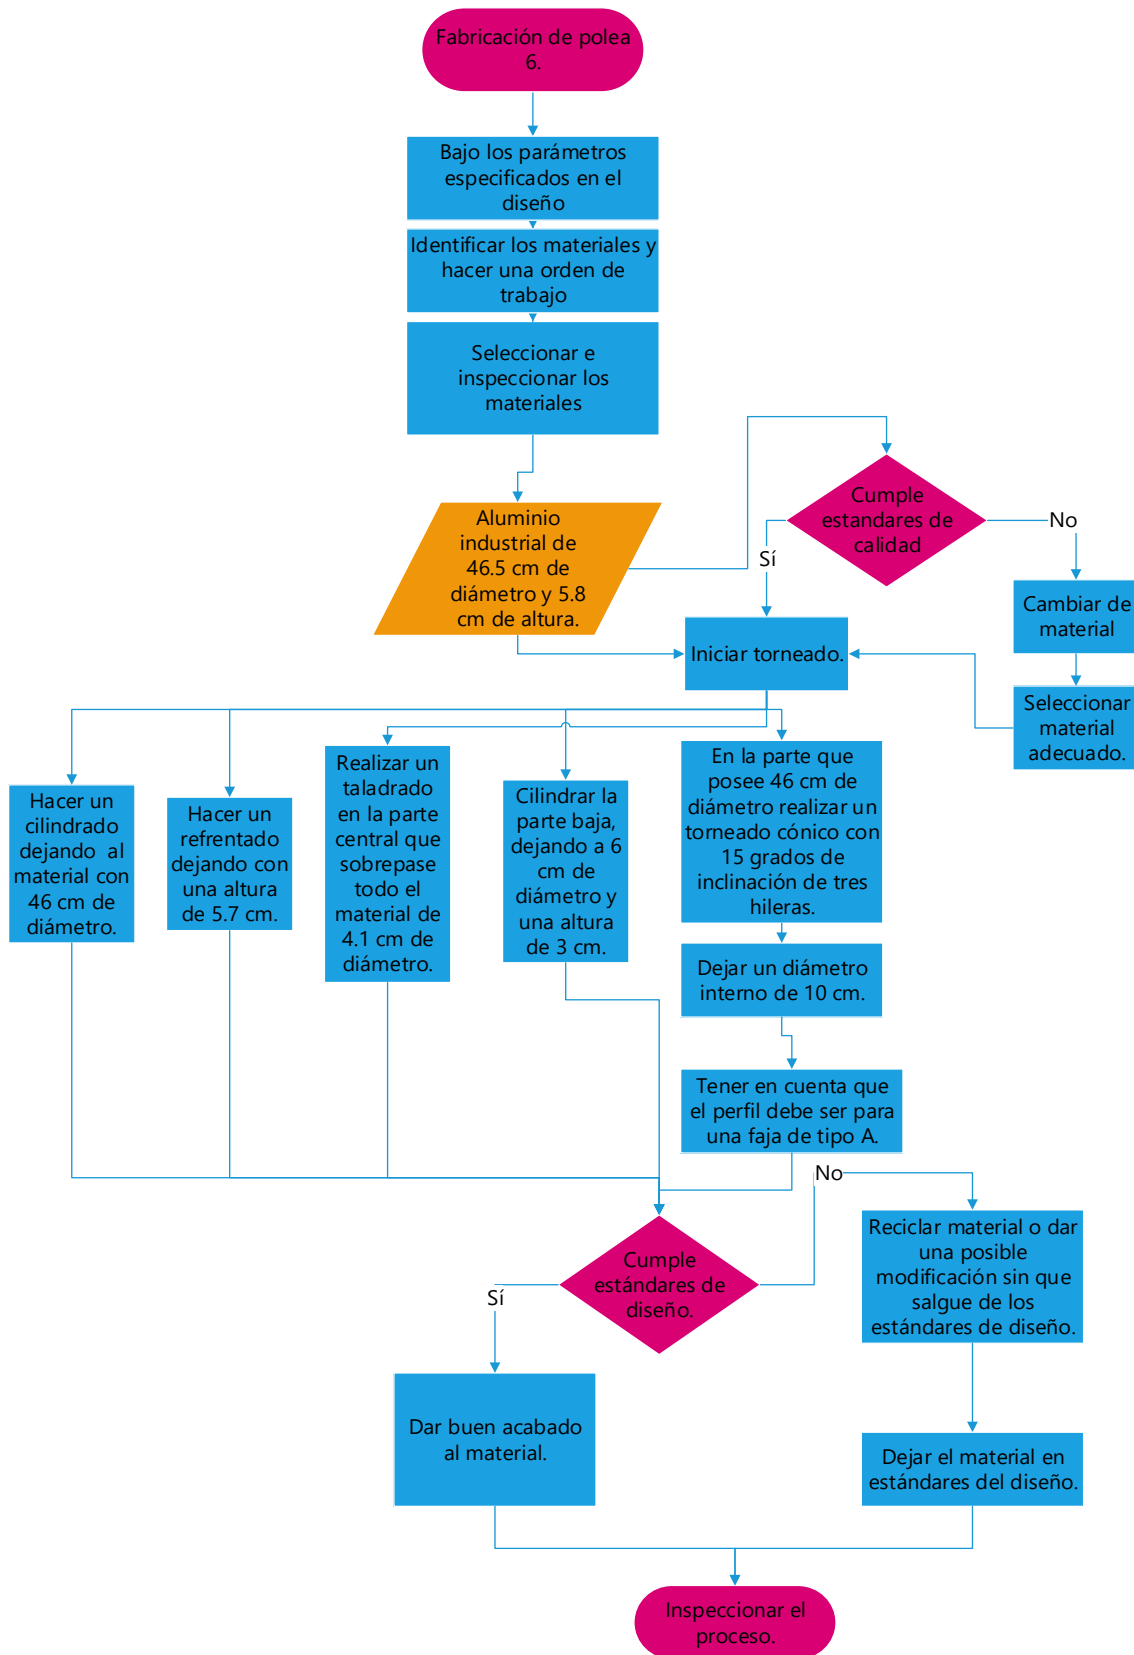 Fabricación de polea
6.
Bajo los parámetros
especificados en el
diseño
Identificar los materiales y
hacer una orden de
trabajo
Seleccionar e
inspeccionar los
materiales
Aluminio
industrial de
46.5 cm de
diámetro y 5.8
cm de altura.
Cumple
estandares de
calidad
No
Sí
Cambiar de
material
Iniciar torneado.
Seleccionar
material
adecuado.
Hacer un
cilindrado
dejando  al
material con
46 cm de
diámetro.
Hacer un
refrentado
dejando con
una altura
de 5.7 cm.
Realizar un
taladrado
en la parte
central que
sobrepase
todo el
material de
4.1 cm de
diámetro.
Cilindrar la
parte baja,
dejando a 6
cm de
diámetro y
una altura
de 3 cm.
En la parte que
posee 46 cm de
diámetro realizar un
torneado cónico con
15 grados de
inclinación de tres
hileras.
Dejar un diámetro
interno de 10 cm.
Tener en cuenta que
el perfil debe ser para
una faja de tipo A.
No
Cumple
estándares de
diseño.
Sí
Reciclar material o dar
una posible
modificación sin que
salgue de los
estándares de diseño.
Dar buen acabado
al material.
Dejar el material en
estándares del diseño.
Inspeccionar el
proceso.